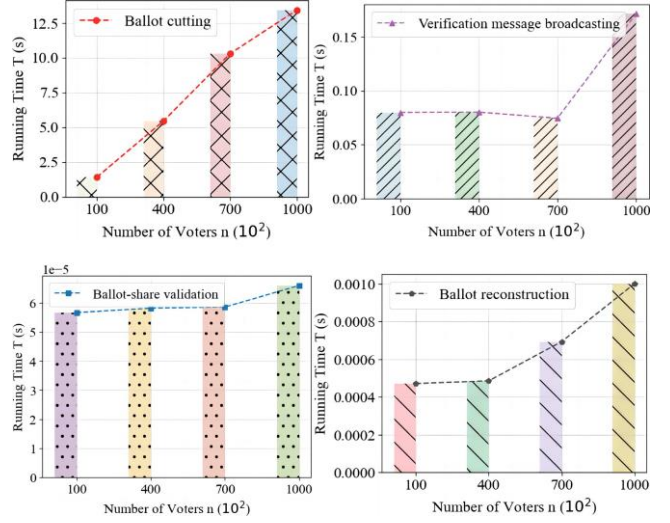 Running Time T (s)
12.5
10.0
7.5
5.0
2.5
0.0
Ballot cutting
100 400 700 1000
Number of Voters n (10²)
Running Time T (s)
0.15
0.10
0.05
0.00
Verification message broadcasting
100 400 700 1000
Number of Voters n (10²)
1e−5
Running Time T (s)
6
5
4
3
2
1
0
Ballot-share validation
100 400 700 1000
Number of Voters n (10²)
Running Time T (s)
0.0010
0.0008
0.0006
0.0004
0.0002
0.0000
Ballot reconstruction
100 400 700 1000
Number of Voters n (10²)